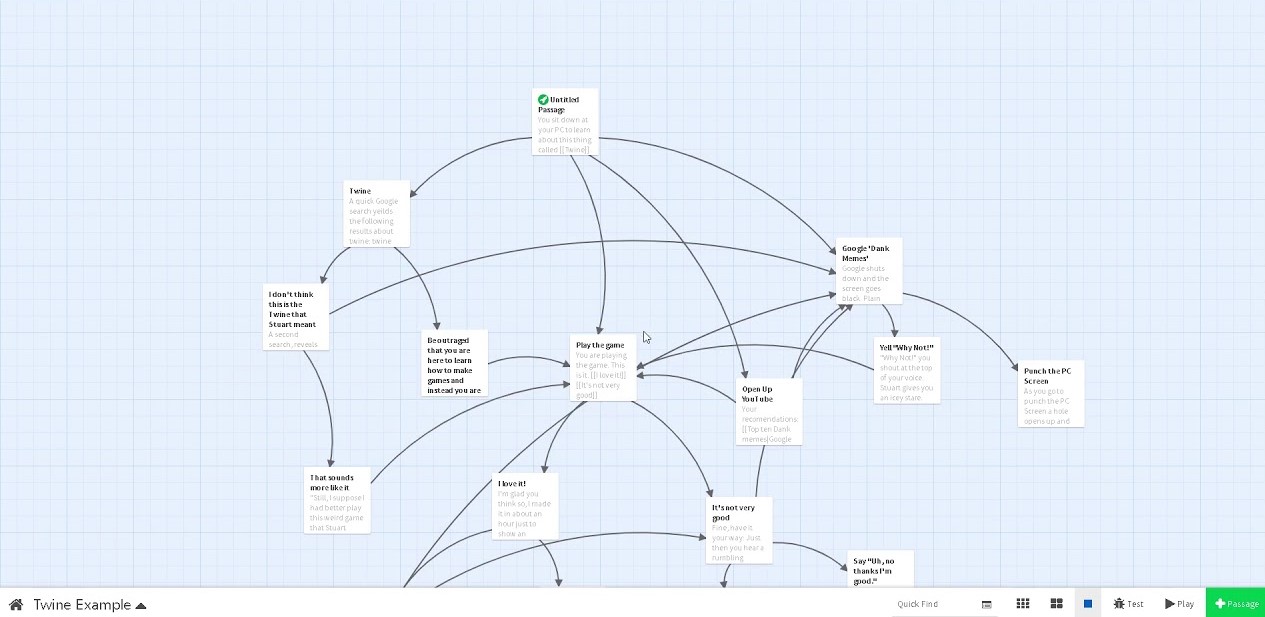 Untitled
Passage
You sit down at
your PC to learn
about this thing
called [[Twine]]
Twine
A quick Google
search yeilds
the following
results about
twine: twine
Google 'Dank
Memes'
Google shuts
down and the
screen goes
black. Plain
I don't think
this is the
Twine that
Stuart meant
A second
search, reveals
Be outraged
that you are
here to learn
how to make
games and
instead you are
Play the game
You are playing
the game. This
is it. [[I love it!]]
[[It's not very
good]]
Yell "Why Not!"
"Why Not!" you
shout at the top
of your voice
Stuart gives you
an icey stare.
Punch the PC
Screen
As you go to
punch the PC
Screen a hole
opens up and
Open Up
YouTube
Your
recomendations:
[[Top ten Dank
memes|Google
That sounds
more like it
"Still, I suppose I
had better play
this weird game
that Stuart
I love it!
I'm glad you
think so, I made
it in about an
hour just to
show an
It's not very
good
Fine, have it
your way. Just
then you hear a
rumbling
Say "Uh, no
thanks I'm
good."
Twine Example
Quick Find
Test
Play
Passage